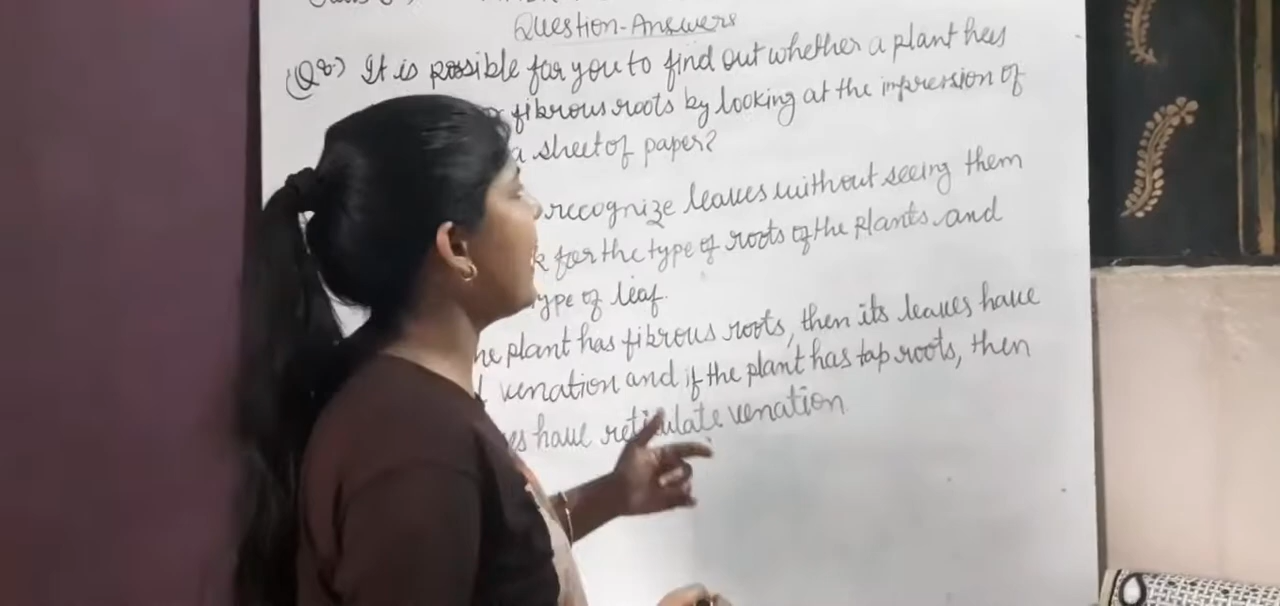 Question-Answers
(Q8.) It is possible for you to find out whether a plant has
fibrous roots by looking at the impression of
a sheet of paper?
recognize leaves without seeing them
for the type of roots of the plants and
type of leaf.
he plant has fibrous roots, then its leaves have
venation and if the plant has tap roots, then
have reticulate venation